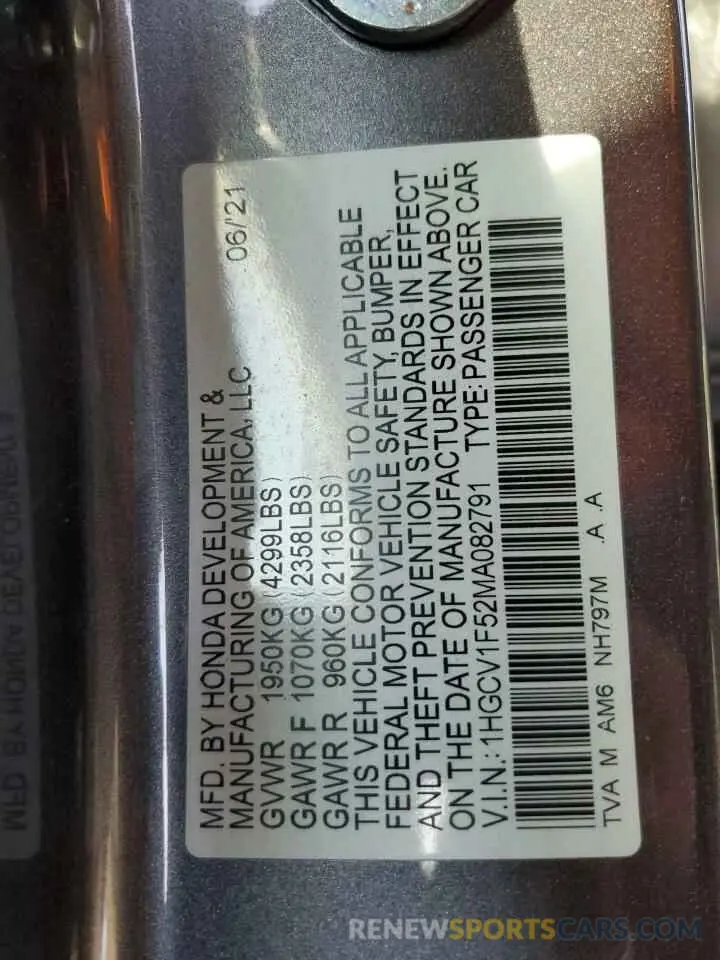 MFD. BY HONDA DEVELOPMENT &
MANUFACTURING OF AMERICA, LLC 06/'21
GVWR 1950KG (4299LBS)
GAWR F 1070KG (2358LBS)
GAWR R 960KG (2116LBS)
THIS VEHICLE CONFORMS TO ALL APPLICABLE
FEDERAL MOTOR VEHICLE SAFETY, BUMPER,
AND THEFT PREVENTION STANDARDS IN EFFECT
ON THE DATE OF MANUFACTURE SHOWN ABOVE.
V.I.N.: 1HGCV1F52MA082791 TYPE: PASSENGER CAR
TVA M AM6 NH797M .A .A
RENEWSPORTSCARS.COM